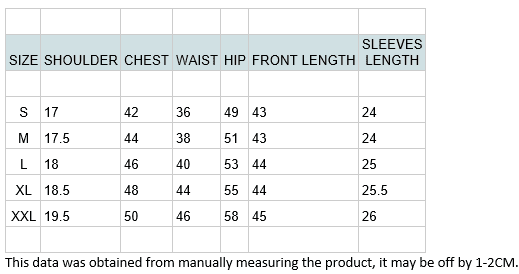 SIZE SHOULDER CHEST WAIST HIP FRONT LENGTH SLEEVES LENGTH
S 17 42 36 49 43 24
M 17.5 44 38 51 43 24
L 18 46 40 53 44 25
XL 18.5 48 44 55 44 25.5
XXL 19.5 50 46 58 45 26
This data was obtained from manually measuring the product, it may be off by 1-2CM.